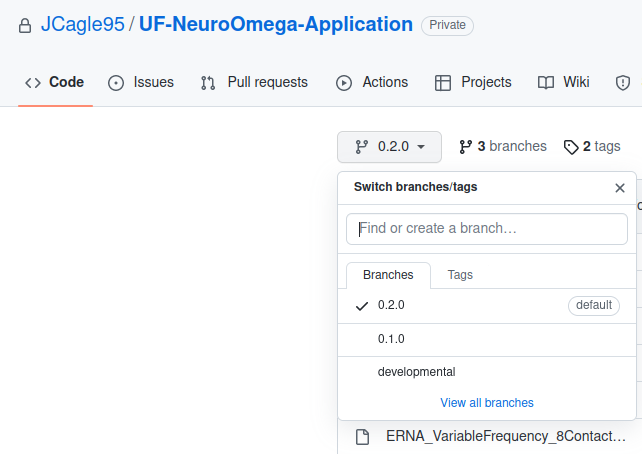 JCagle95 / UF-NeuroOmega-Application Private
Code Issues Pull requests Actions Projects Wiki
0.2.0 3 branches 2 tags
Switch branches/tags
Find or create a branch...
Branches Tags
0.2.0 default
0.1.0
developmental
View all branches
ERNA_VariableFrequency_8Contact...